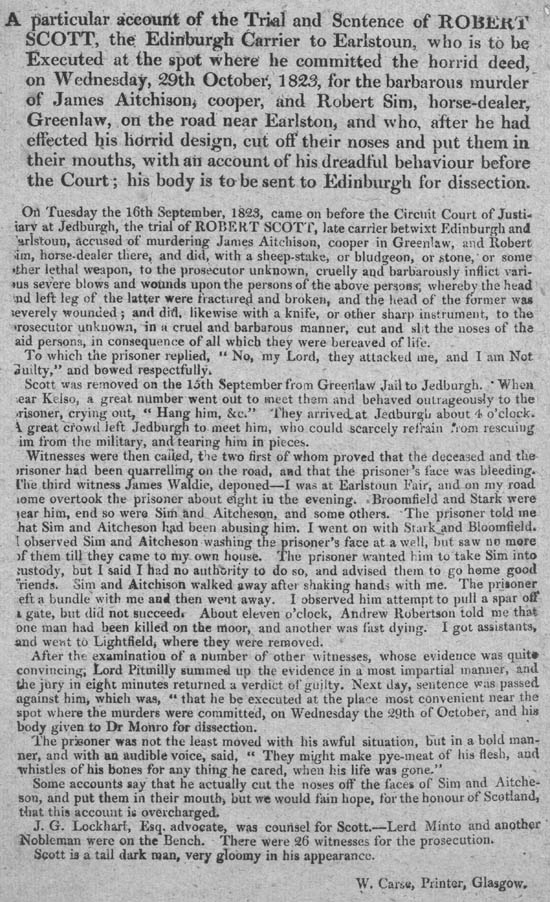 A particular account of the Trial and Sentence of ROBERT
SCOTT, the Edinburgh Carrier to Earlstoun, who is to be
Executed at the spot where he committed the horrid deed,
on Wednesday, 29th October, 1823, for the barbarous murder
of James Aitchison, cooper, and Robert Sim, horse-dealer,
Greenlaw, on the road near Earlston, and who, after he had
effected his horrid design, cut off their noses and put them in
their mouths, with an account of his dreadful behaviour before
the Court; his body is to be sent to Edinburgh for dissection.
On Tuesday the 16th September, 1823, came on before the Circuit Court of Justi-
iary at Jedburgh, the trial of ROBERT SCOTT, late carrier betwixt Edinburgh and
arlstoun, accused of murdering James Aitchison, cooper in Greenlaw, and Robert
im, horse-dealer there, and did, with a sheep-stake, or bludgeon, or stone, or some
ther lethal weapon, to the prosecutor unknown, cruelly and barbarously inflict vari-
us severe blows and wounds upon the persons of the above persons, whereby the head
nd left leg of the latter were fractured and broken, and the head of the former was
everely wounded; and did, likewise with a knife, or other sharp instrument, to the
rosecutor unknown, in a cruel and barbarous manner, cut and slit the noses of the
aid persons, in consequence of all which they were bereaved of life.
To which the prisoner replied, " No, my Lord, they attacked me, and I am Not
Guilty," and bowed respectfully.
Scott was removed on the 15th September from Greenlaw Jail to Jedburgh. When
ear Kelso, a great number went out to meet them and behaved outrageously to the
risoner, crying out, " Hang him, &c." They arrived at Jedburgh about 4 o'clock.
A great crowd left Jedburgh to meet him, who could scarcely refrain from rescuing
im from the military, and tearing him in pieces.
Witnesses were then called, the two first of whom proved that the deceased and the
risoner had been quarrelling on the road, and that the prisoner's face was bleeding.
The third witness James Waldie, deponed—I was at Earlstoun Fair, and on my road
ome overtook the prisoner about eight in the evening. Broomfield and Stark were
ear him, end so were Sim and Aitcheson, and some others. The prisoner told me
hat Sim and Aitcheson had been abusing him. I went on with Stark and Bloomfield.
I observed Sim and Aitcheson washing the prisoner's face at a well, but saw no more
of them till they came to my own house. The prisoner wanted him to take Sim into
custody, but I said I had no authority to do so, and advised them to go home good
friends. Sim and Aitchison walked away after shaking hands with me. The prisoner
eft a bundle with me and then went away. I observed him attempt to pull a spar off
a gate, but did not succeed. About eleven o'clock, Andrew Robertson told me that
one man had been killed on the moor, and another was fast dying. I got assistants,
and went to Lightfield, where they were removed.
After the examination of a number of other witnesses, whose evidence was quite
convincing, Lord Pitmilly summed up the evidence in a most impartial manner, and
the jury in eight minutes returned a verdict of guilty. Next day, sentence was passed
against him, which was, " that he be executed at the place most convenient near the
spot where the murders were committed, on Wednesday the 29th of October, and his
body given to Dr Monro for dissection.
The prisoner was not the least moved with his awful situation, but in a bold man-
ner, and with an audible voice, said, " They might make pye-meat of his flesh, and
whistles of his bones for any thing he cared, when his life was gone."
Some accounts say that he actually cut the noses off the faces of Sim and Aitche-
son, and put them in their mouth, but we would fain hope, for the honour of Scotland,
that this account is overcharged.
J. G. Lockhart, Esq. advocate, was counsel for Scott.—Lerd Minto and another
Nobleman were on the Bench. There were 26 witnesses for the prosecution.
Scott is a tall dark man, very gloomy in his appearance.
W. Carse, Printer, Glasgow.